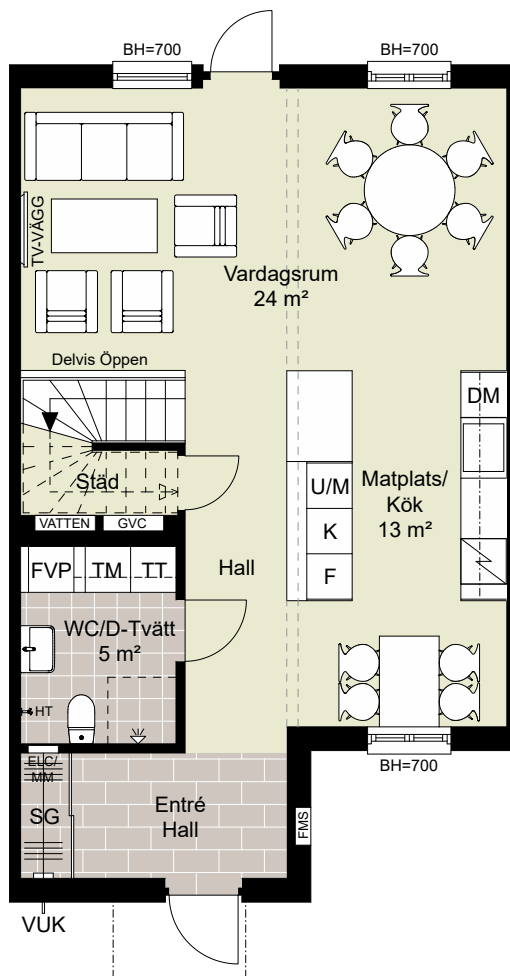 BH=700
BH=700
TV-VÄGG
Vardagsrum
24 m²
Delvis Öppen
DM
Städ
U/M
Matplats/
Kök
13 m²
VATTEN
GVC
K
FVP
TM
TT
Hall
F
WC/D-Tvätt
5 m²
HT
ELC/
MM
BH=700
SG
Entré
Hall
FMS
VUK